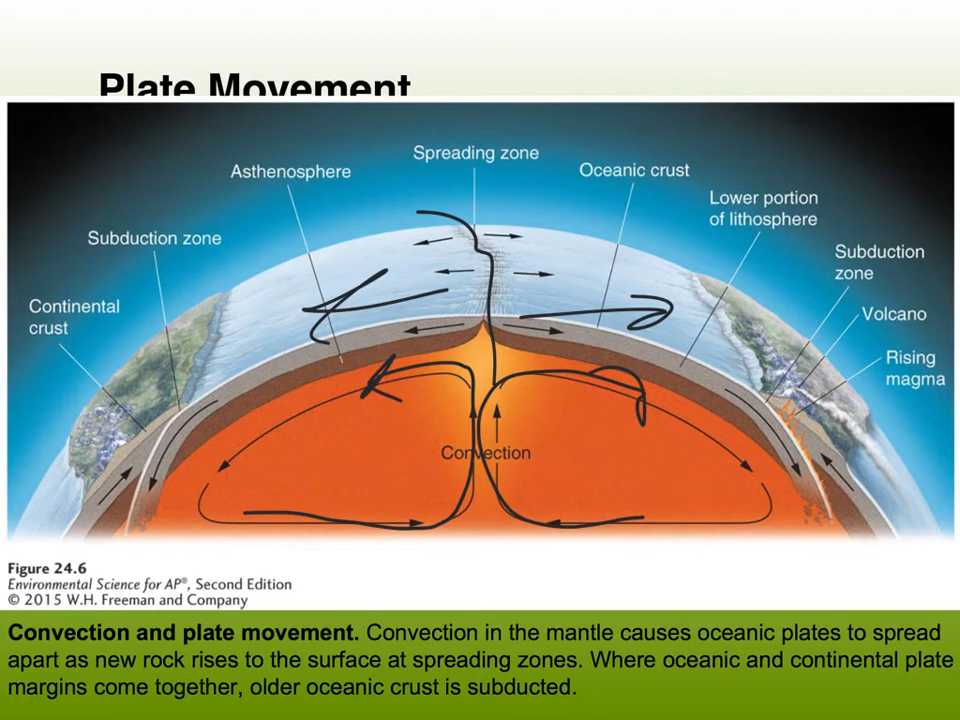 Plate Movement
Spreading zone
Asthenosphere
Oceanic crust
Lower portion
of lithosphere
Subduction zone
Subduction
zone
Continental
crust
Volcano
Rising
magma
Convection
Figure 24.6
Environmental Science for AP®, Second Edition
© 2015 W.H. Freeman and Company
Convection and plate movement. Convection in the mantle causes oceanic plates to spread
apart as new rock rises to the surface at spreading zones. Where oceanic and continental plate
margins come together, older oceanic crust is subducted.